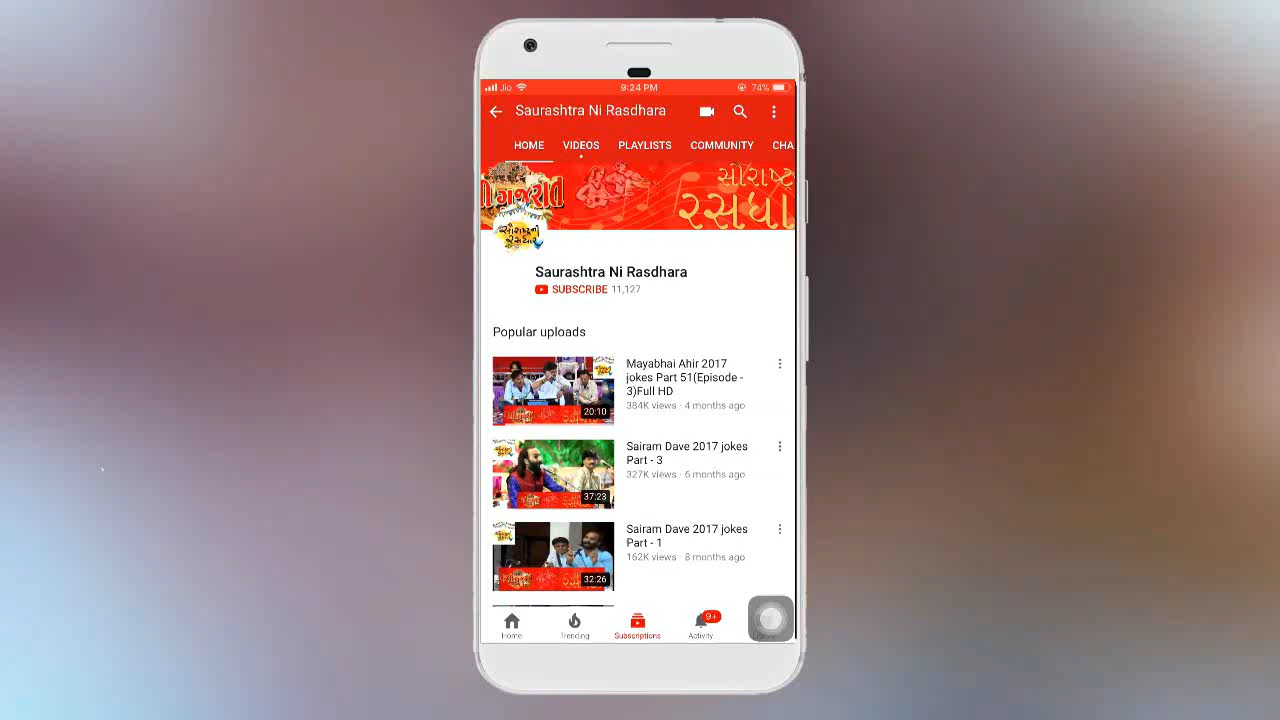 Jio 9:24 PM 74%
Saurashtra Ni Rasdhara
HOME VIDEOS PLAYLISTS COMMUNITY CHA
ગુજરાતી
સૌરાષ્ટ્ર
રસધા
સૌરાષ્ટ્રની
રસધાર
Saurashtra Ni Rasdhara
SUBSCRIBE 11,127
Popular uploads
Mayabhai Ahir 2017
jokes Part 51(Episode -
3)Full HD
384K views · 4 months ago
20:10
Sairam Dave 2017 jokes
Part - 3
327K views · 6 months ago
37:23
Sairam Dave 2017 jokes
Part - 1
162K views · 8 months ago
32:26
9+
Home Trending Subscriptions Activity Library